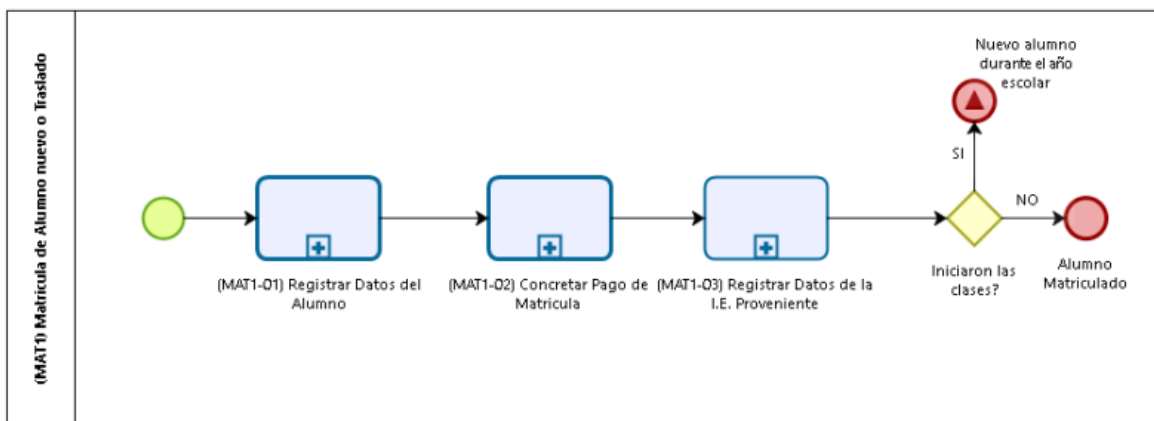 (MAT1) Matricula de Alumno nuevo o Traslado
Nuevo alumno
durante el año
escolar
SI
NO
(MAT1-01) Registrar Datos del
Alumno
(MAT1-02) Concretar Pago de
Matricula
(MAT1-03) Registrar Datos de la
I.E. Proveniente
Iniciaron las
clases?
Alumno
Matriculado